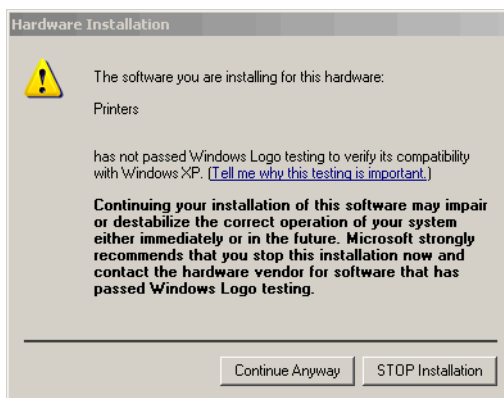 Hardware Installation
The software you are installing for this hardware:
Printers
has not passed Windows Logo testing to verify its compatibility
with Windows XP. (Tell me why this testing is important.)
Continuing your installation of this software may impair
or destabilize the correct operation of your system
either immediately or in the future. Microsoft strongly
recommends that you stop this installation now and
contact the hardware vendor for software that has
passed Windows Logo testing.
Continue Anyway
STOP Installation